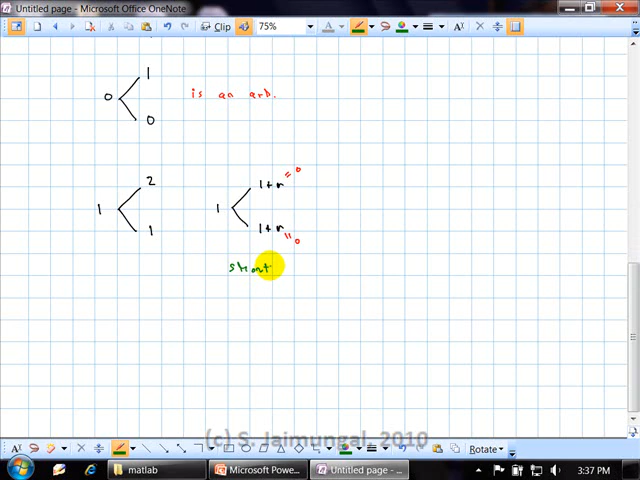 Untitled page - Microsoft Office OneNote
Clip
75%
1
0
0
is an arb.
2
1
1
1+r = 0
1
1+r
= 0
short
(c) S. Jaimungal, 2010
Rotate
matlab
Microsoft Powe...
Untitled page - ...
3:37 PM